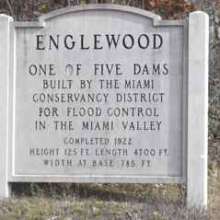 ENGLEWOOD
ONE OF FIVE DAMS
BUILT BY THE MIAMI
CONSERVANCY DISTRICT
FOR FLOOD CONTROL
IN THE MIAMI VALLEY
COMPLETED 1922
HEIGHT 125 FT. LENGTH 4700 FT.
WIDTH AT BASE 785 FT.